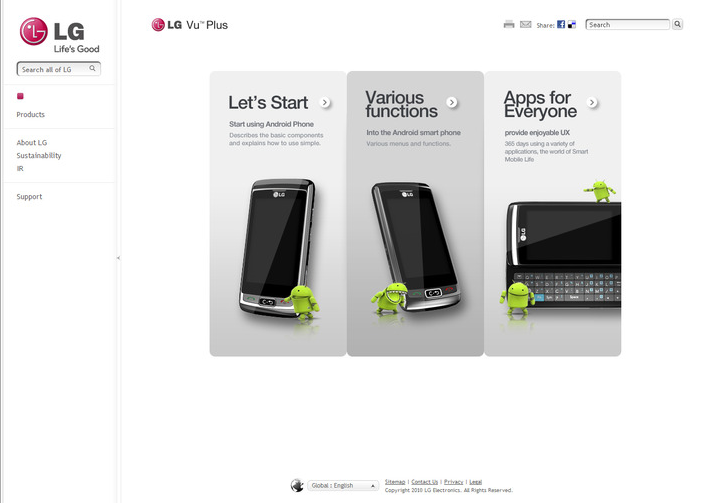 LG
Life's Good
Search all of LG
Products
About LG
Sustainability
IR
Support
LG Vu™ Plus
Share:
Search
Let's Start
Start using Android Phone
Describes the basic components
and explains how to use simple.
Various
functions
Into the Android smart phone
Various menus and functions.
Apps for
Everyone
provide enjoyable UX
365 days using a variety of
applications, the world of Smart
Mobile Life
LG
LG
LG
Global : English
Sitemap | Contact Us | Privacy | Legal
Copyright 2010 LG Electronics. All Rights Reserved.